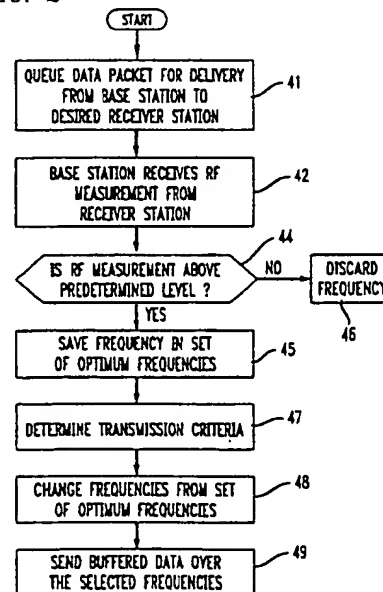 START
QUEUE DATA PACKET FOR DELIVERY
FROM BASE STATION TO
DESIRED RECEIVER STATION
41
BASE STATION RECEIVES RF
MEASUREMENT FROM
RECEIVER STATION
42
44
IS RF MEASUREMENT ABOVE
PREDETERMINED LEVEL ?
NO
DISCARD
FREQUENCY
46
YES
SAVE FREQUENCY IN SET
OF OPTIMUM FREQUENCIES
45
DETERMINE TRANSMISSION CRITERIA
47
CHANGE FREQUENCIES FROM SET
OF OPTIMUM FREQUENCIES
48
SEND BUFFERED DATA OVER
THE SELECTED FREQUENCIES
49